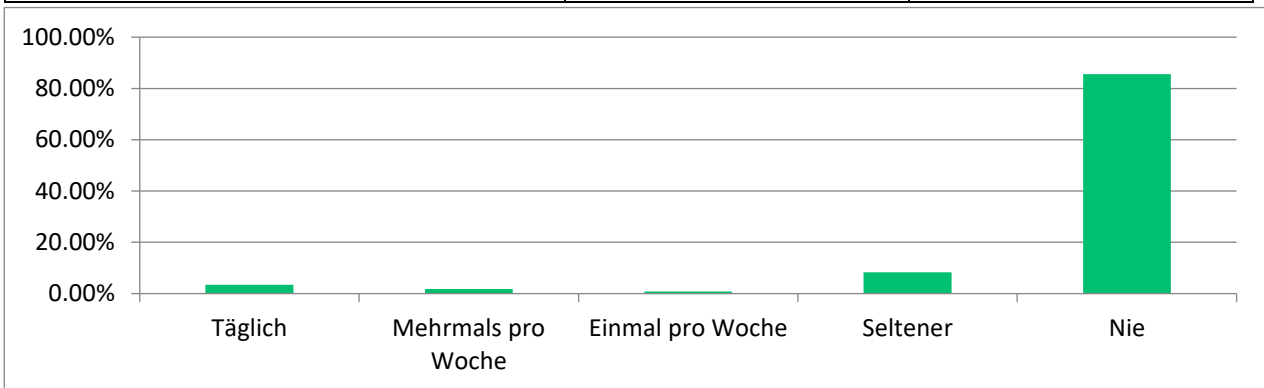 100.00%
80.00%
60.00%
40.00%
20.00%
0.00%
Täglich
Mehrmals pro
Woche
Einmal pro Woche
Seltener
Nie